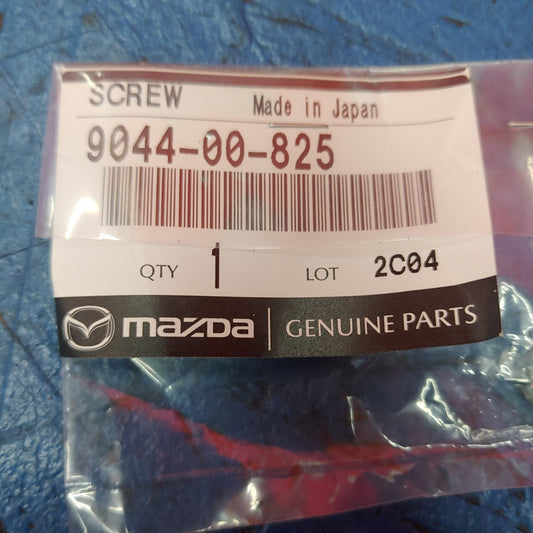 SCREW Made in Japan
9044-00-825
QTY 1 LOT 2C04
mazda GENUINE PARTS